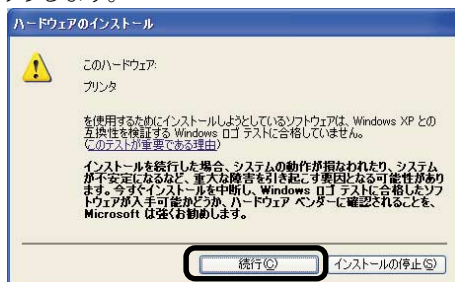 ックします。
ハードウェアのインストール
このハードウェア:
プリンタ
を使用するためにインストールしようとしているソフトウェアは、Windows XP との
互換性を検証する Windows ロゴ テストに合格していません。
(このテストが重要である理由)
インストールを続行した場合、システムの動作が損なわれたり、システム
が不安定になるなど、重大な障害を引き起こす要因となる可能性があり
ます。今すぐインストールを中断し、Windows ロゴ テストに合格したソフ
トウェアが入手可能かどうか、ハードウェア ベンダーに確認されることを、
Microsoft は強くお勧めします。
続行(C) インストールの停止(S)